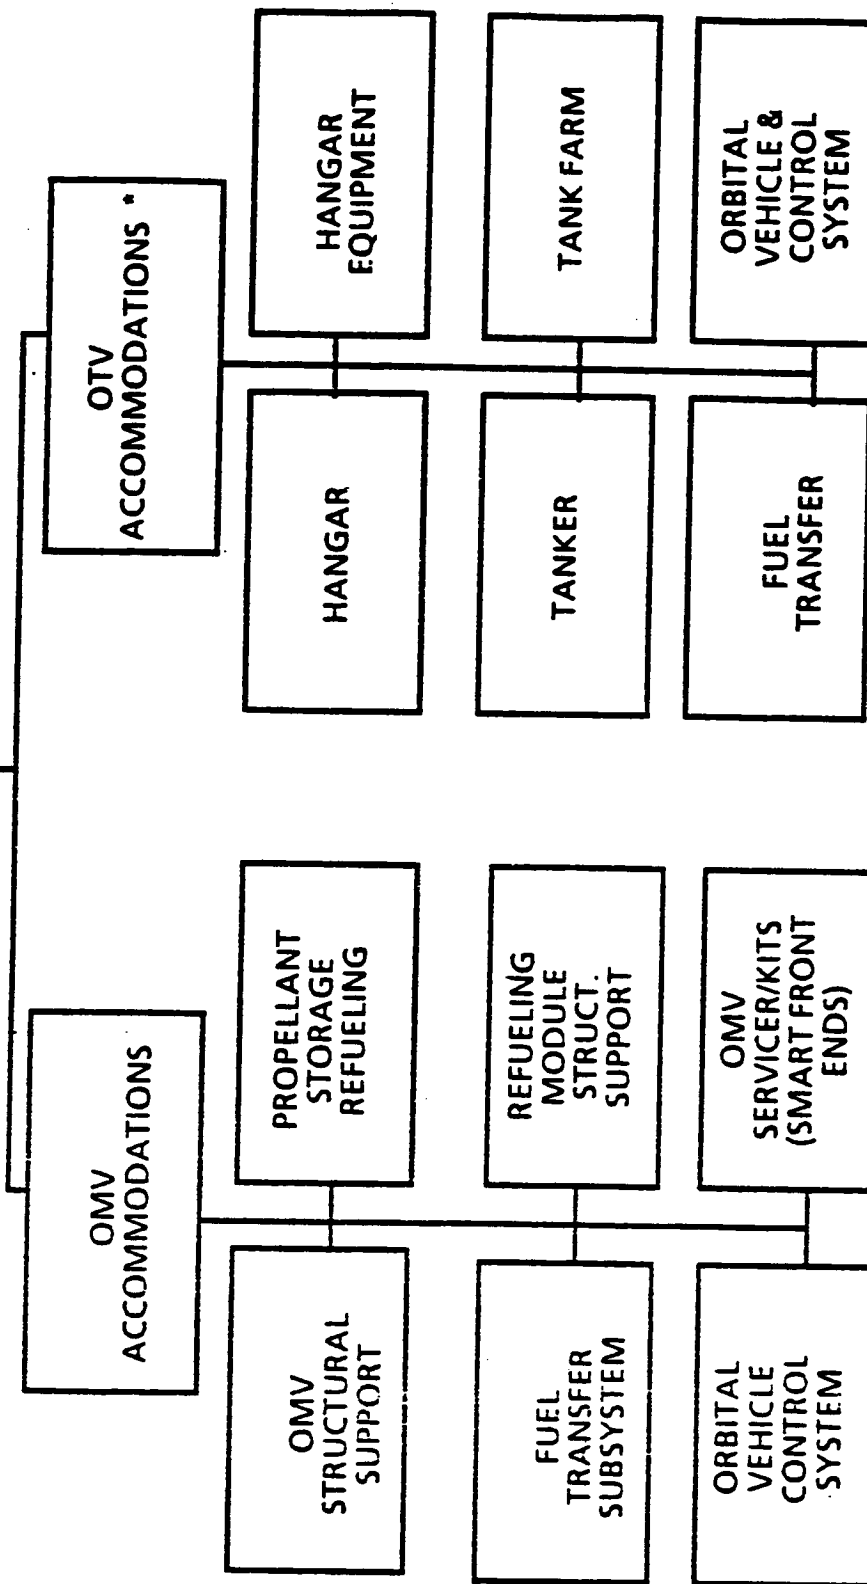 OMV
ACCOMMODATIONS
OTV
ACCOMMODATIONS *
OMV
STRUCTURAL
SUPPORT
PROPELLANT
STORAGE
REFUELING
HANGAR
HANGAR
EQUIPMENT
FUEL
TRANSFER
SUBSYSTEM
REFUELING
MODULE
STRUCT.
SUPPORT
TANKER
TANK FARM
ORBITAL
VEHICLE
CONTROL
SYSTEM
OMV
SERVICER/KITS
(SMART FRONT
ENDS)
FUEL
TRANSFER
ORBITAL
VEHICLE &
CONTROL
SYSTEM